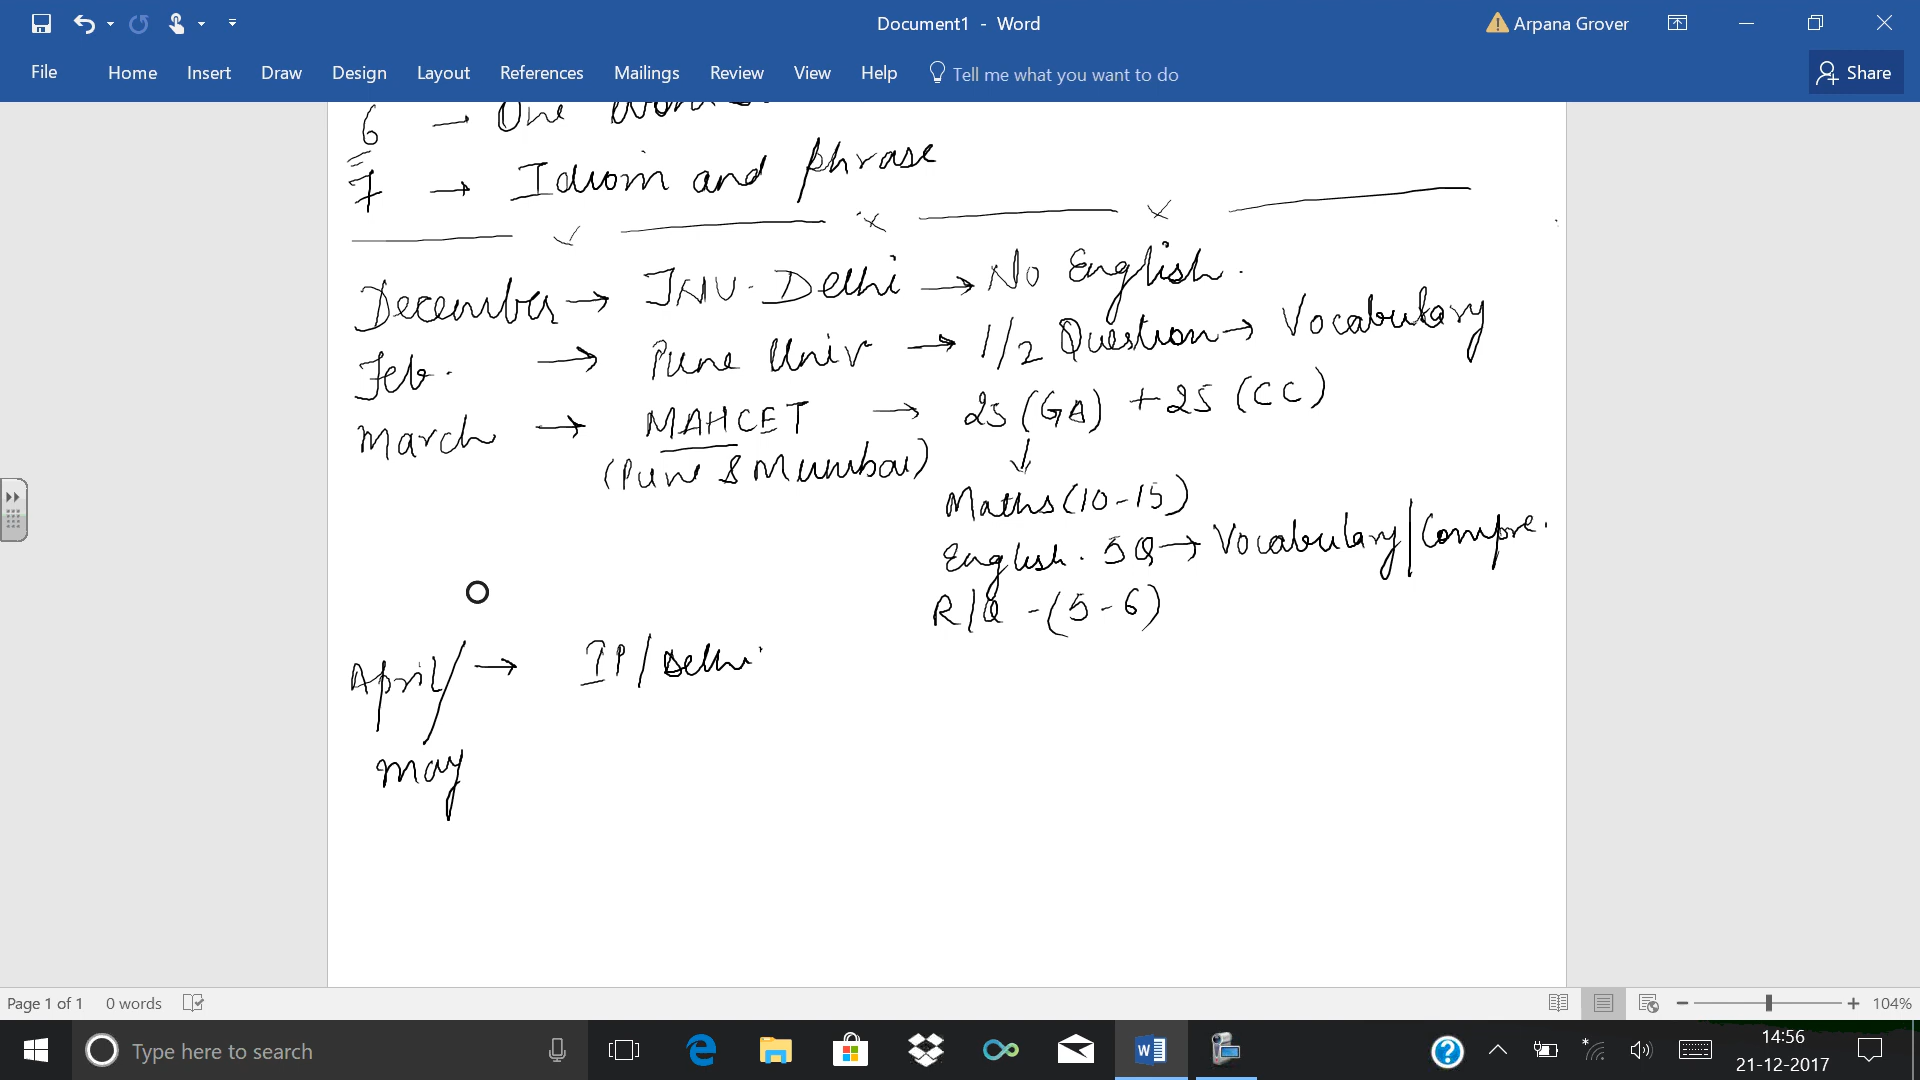 Document1 - Word
Arpana Grover
File Home Insert Draw Design Layout References Mailings Review View Help Tell me what you want to do Share
6 → One
7 → Idiom and phrase
December → JNU-Delhi → No English.
Feb. → Pune Univ → 1/2 Question → Vocabulary
March → MAHCET → 25 (GA) + 25 (CC)
(Pune & Mumbai)
Maths (10-15)
English. 5Q → Vocabulary/Compre.
R/Q - (5-6)
April/ → IP/Delhi
May
Page 1 of 1 0 words 104%
Type here to search
14:56
21-12-2017